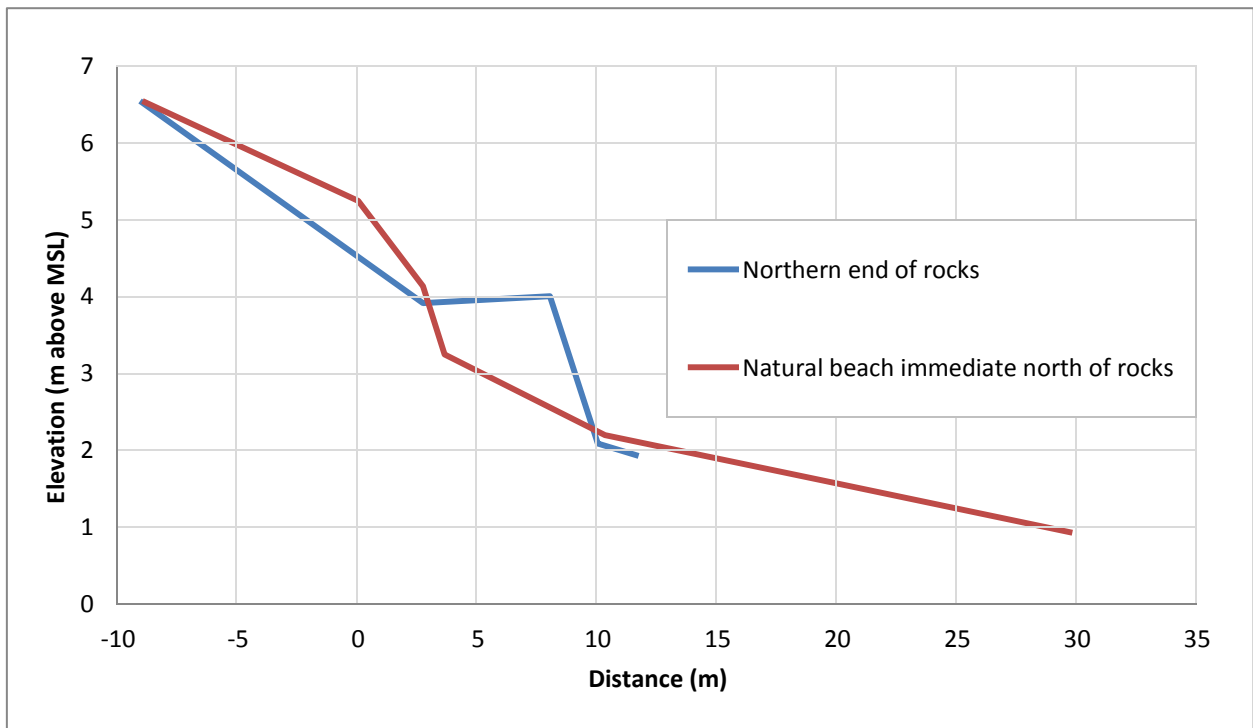 7
6
5
4
3
2
1
0
Elevation (m above MSL)
Northern end of rocks
Natural beach immediate north of rocks
-10 -5 0 5 10 15 20 25 30 35
Distance (m)